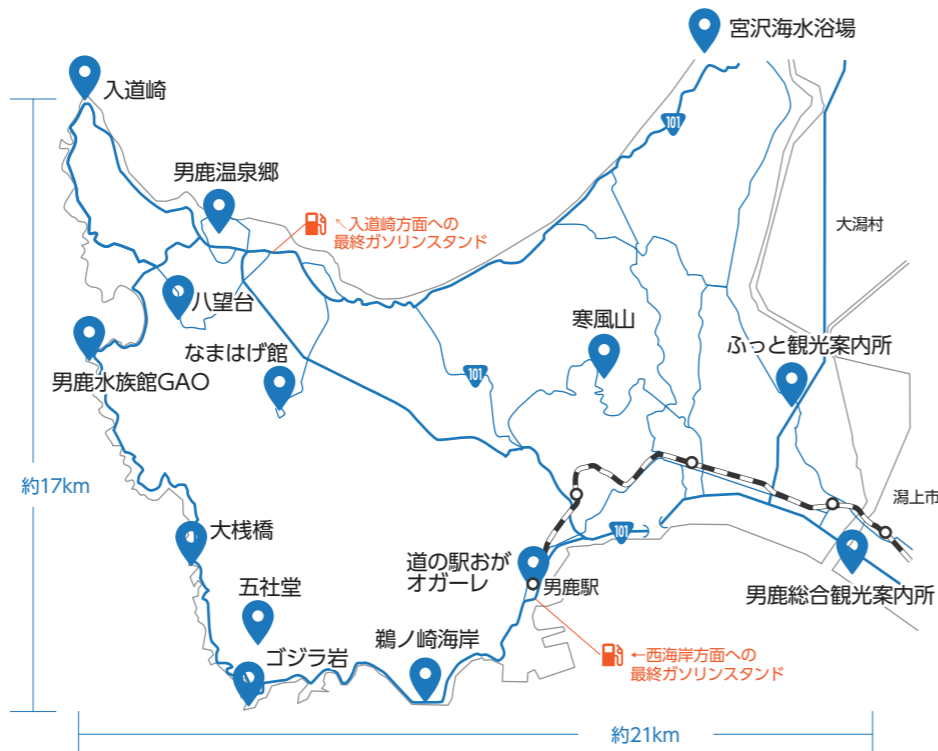 宮沢海水浴場
入道崎
101
男鹿温泉郷
↖入道崎方面への
最終ガソリンスタンド
大潟村
八望台
寒風山
なまはげ館
ふっと観光案内所
男鹿水族館GAO
101
約17km
潟上市
大桟橋
101
道の駅おが
オガーレ
男鹿駅
男鹿総合観光案内所
五社堂
鵜ノ崎海岸
ゴジラ岩
←西海岸方面への
最終ガソリンスタンド
約21km